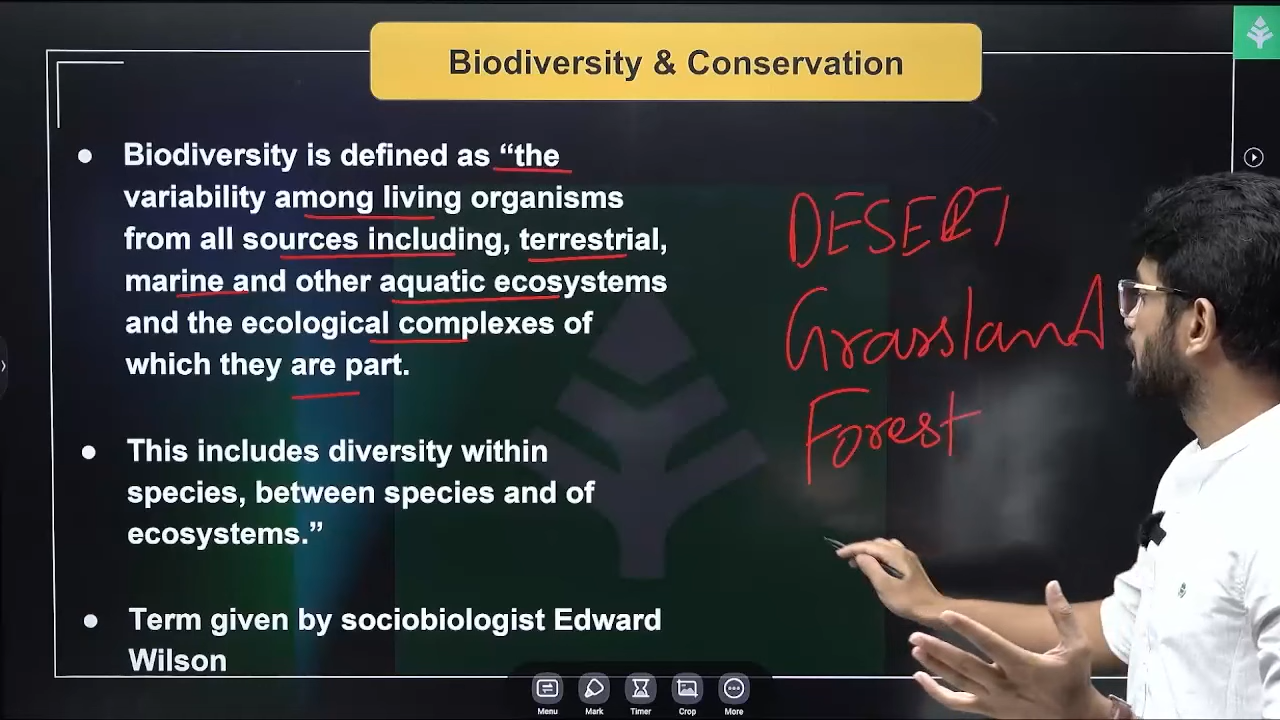 Biodiversity & Conservation
● Biodiversity is defined as “the
variability among living organisms
from all sources including, terrestrial,
marine and other aquatic ecosystems
and the ecological complexes of
which they are part.
● This includes diversity within
species, between species and of
ecosystems.”
● Term given by sociobiologist Edward
Wilson
DESERT
Grassland
Forest
Menu
Mark
Timer
Crop
More